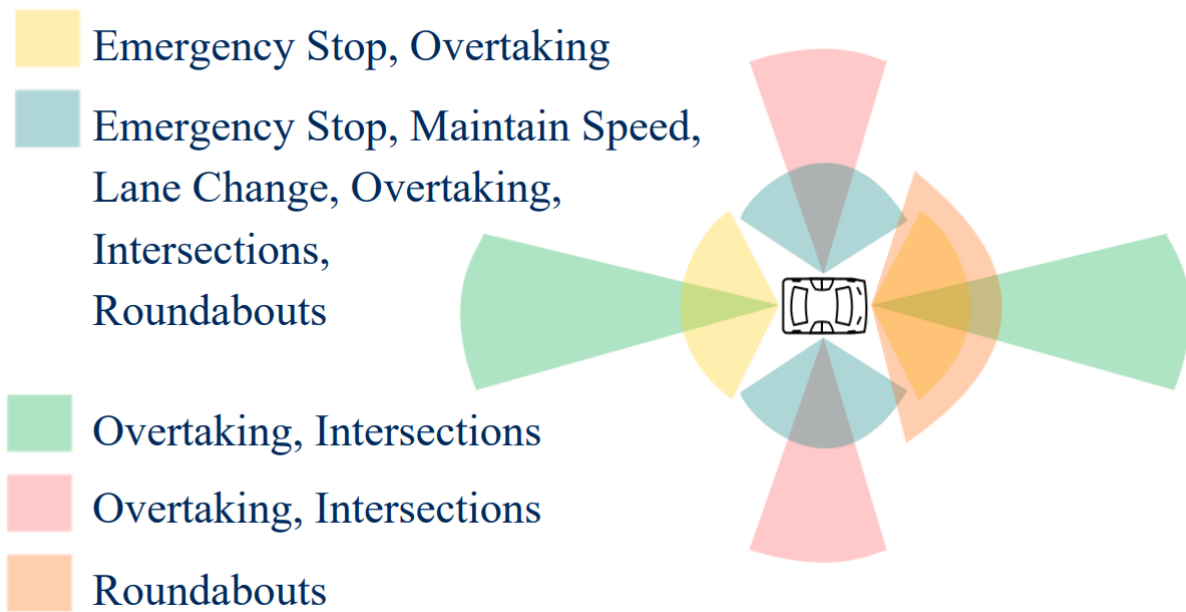 Emergency Stop, Overtaking
Emergency Stop, Maintain Speed,
Lane Change, Overtaking,
Intersections,
Roundabouts
Overtaking, Intersections
Overtaking, Intersections
Roundabouts